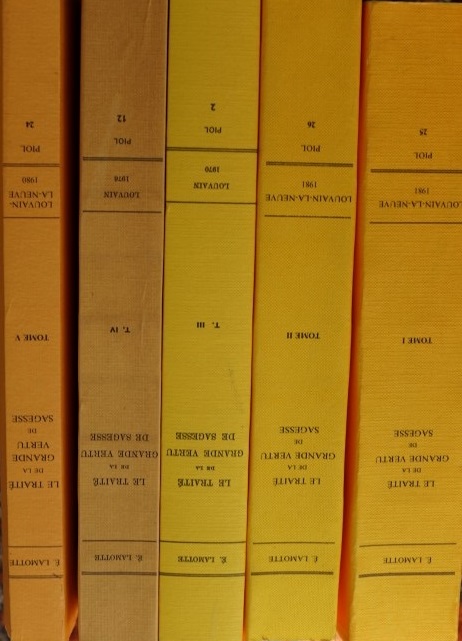 É. LAMOTTE
LE TRAITÉ
DE LA
GRANDE VERTU
DE
SAGESSE
TOME I
LOUVAIN-LA-NEUVE
1981
PIOL
25
É. LAMOTTE
LE TRAITÉ
DE LA
GRANDE VERTU
DE
SAGESSE
TOME II
LOUVAIN-LA-NEUVE
1981
PIOL
26
É. LAMOTTE
LE TRAITÉ
DE LA
GRANDE VERTU
DE SAGESSE
T. III
LOUVAIN
1970
PIOL
2
É. LAMOTTE
LE TRAITÉ
DE LA
GRANDE VERTU
DE SAGESSE
T. IV
LOUVAIN
1976
PIOL
12
É. LAMOTTE
LE TRAITÉ
DE LA
GRANDE VERTU
DE
SAGESSE
TOME V
LOUVAIN-
LA-NEUVE
1980
PIOL
24